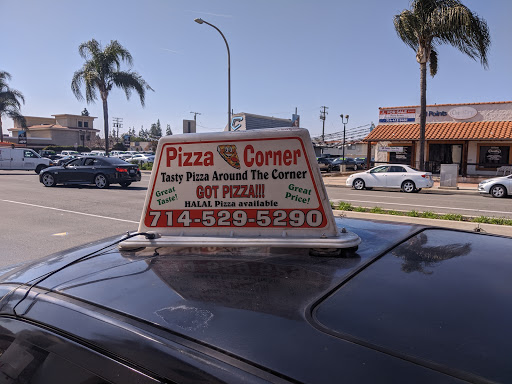 Pizza Corner
Tasty Pizza Around The Corner
Great Taste!
GOT PIZZA!!!
Great Price!
HALAL Pizza available
714-529-5290
Points